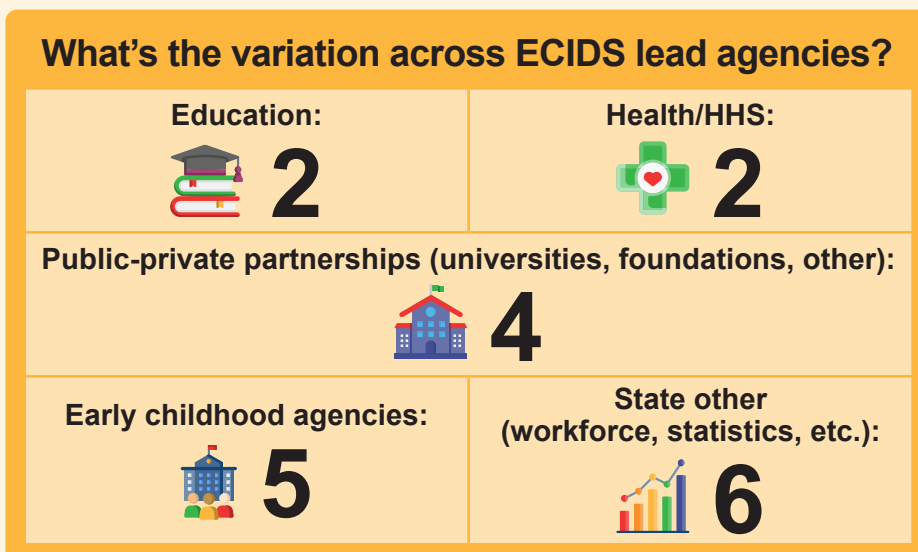 What's the variation across ECIDS lead agencies?
Education:
2
Health/HHS:
2
Public-private partnerships (universities, foundations, other):
4
Early childhood agencies:
5
State other
(workforce, statistics, etc.):
6